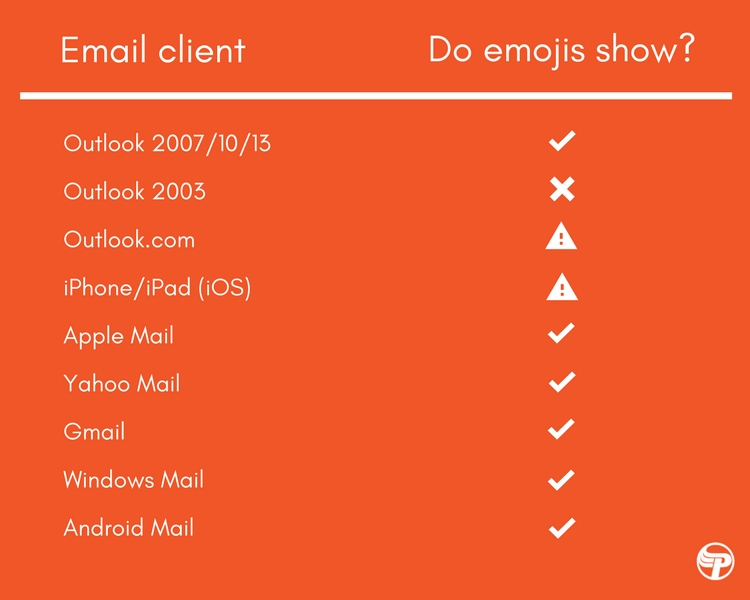 Email client Do emojis show?
Outlook 2007/10/13
Outlook 2003
Outlook.com
iPhone/iPad (iOS)
Apple Mail
Yahoo Mail
Gmail
Windows Mail
Android Mail